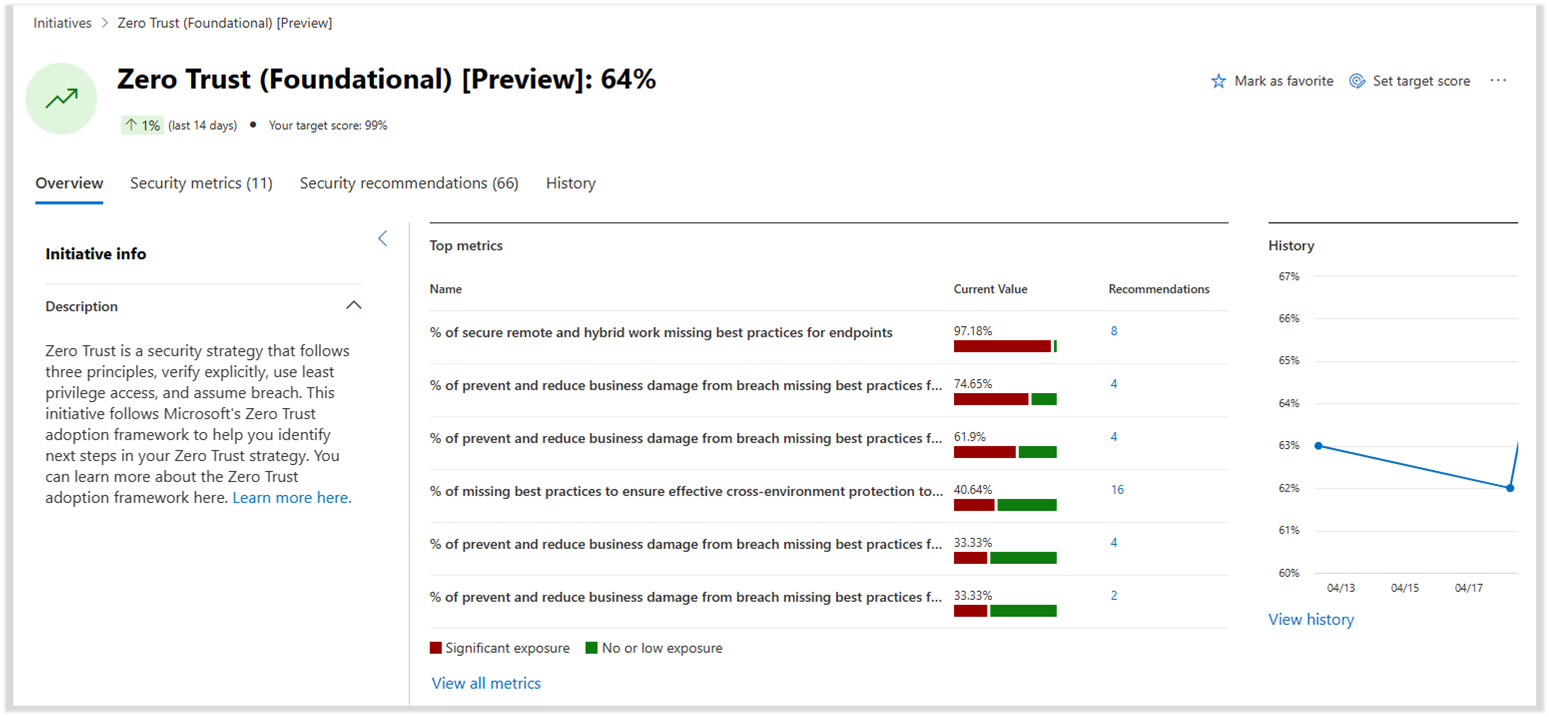 Initiatives > Zero Trust (Foundational) [Preview]
Zero Trust (Foundational) [Preview]: 64%
Mark as favorite
Set target score
...
↑ 1% (last 14 days) • Your target score: 99%
Overview
Security metrics (11)
Security recommendations (66)
History
Initiative info
Description
Zero Trust is a security strategy that follows
three principles, verify explicitly, use least
privilege access, and assume breach. This
initiative follows Microsoft's Zero Trust
adoption framework to help you identify
next steps in your Zero Trust strategy. You
can learn more about the Zero Trust
adoption framework here. Learn more here.
Top metrics
Name Current Value Recommendations
% of secure remote and hybrid work missing best practices for endpoints 97.18% 8
% of prevent and reduce business damage from breach missing best practices f... 74.65% 4
% of prevent and reduce business damage from breach missing best practices f... 61.9% 4
% of missing best practices to ensure effective cross-environment protection to... 40.64% 16
% of prevent and reduce business damage from breach missing best practices f... 33.33% 4
% of prevent and reduce business damage from breach missing best practices f... 33.33% 2
Significant exposure
No or low exposure
View all metrics
History
67%
66%
65%
64%
63%
62%
61%
60%
04/13 04/15 04/17
View history